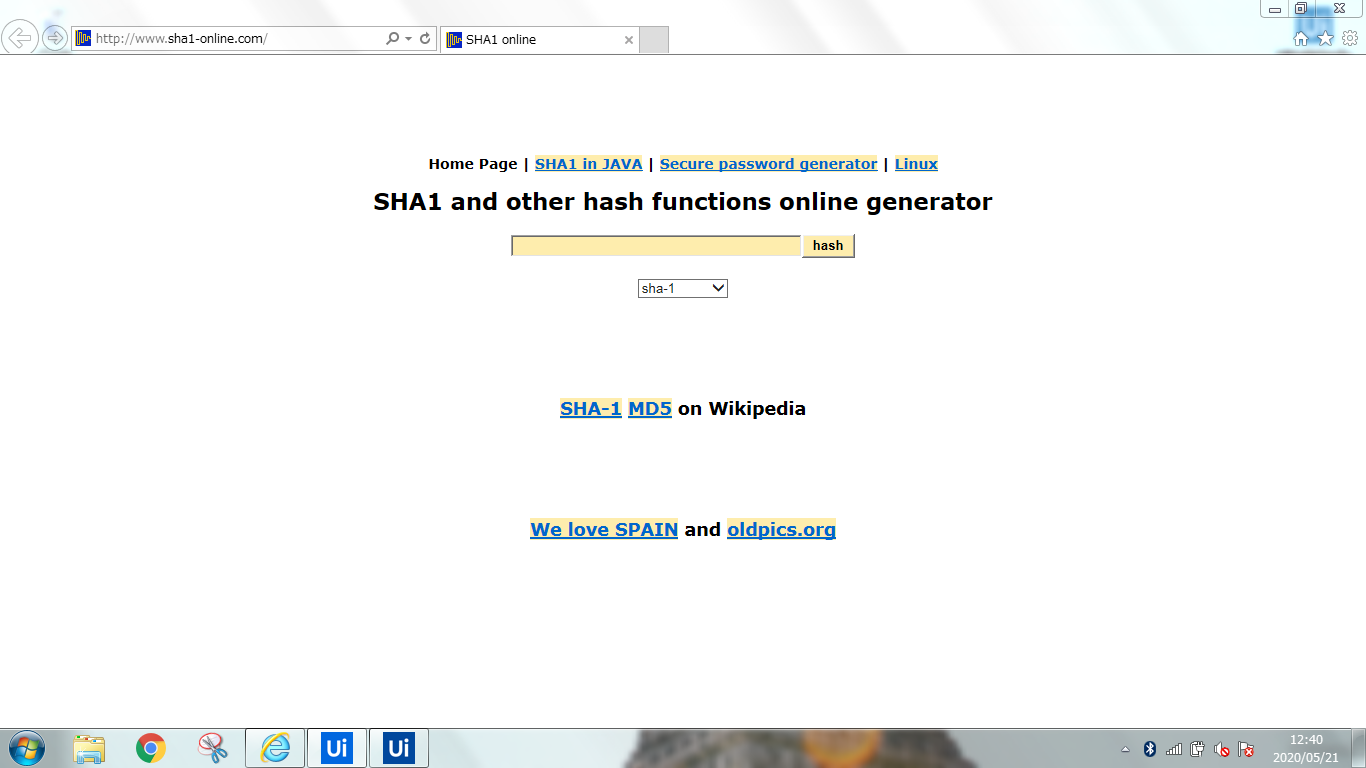 http://www.sha1-online.com/
SHA1 online
Home Page | SHA1 in JAVA | Secure password generator | Linux
SHA1 and other hash functions online generator
hash
sha-1
SHA-1 MD5 on Wikipedia
We love SPAIN and oldpics.org
Ui
Ui
12:40
2020/05/21